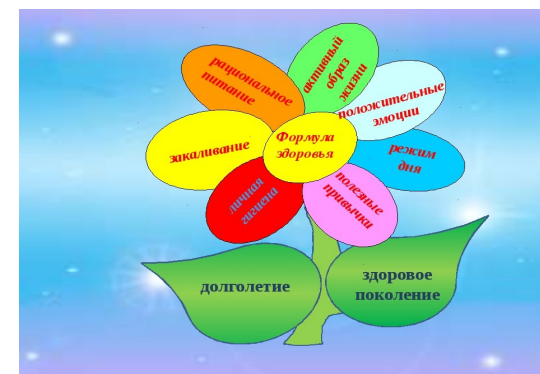 активный
образ
жизни
рациональное
питание
положительные
эмоции
Формула
здоровья
закаливание
режим
дня
личная
гигиена
полезные
привычки
долголетие
здоровое
поколение